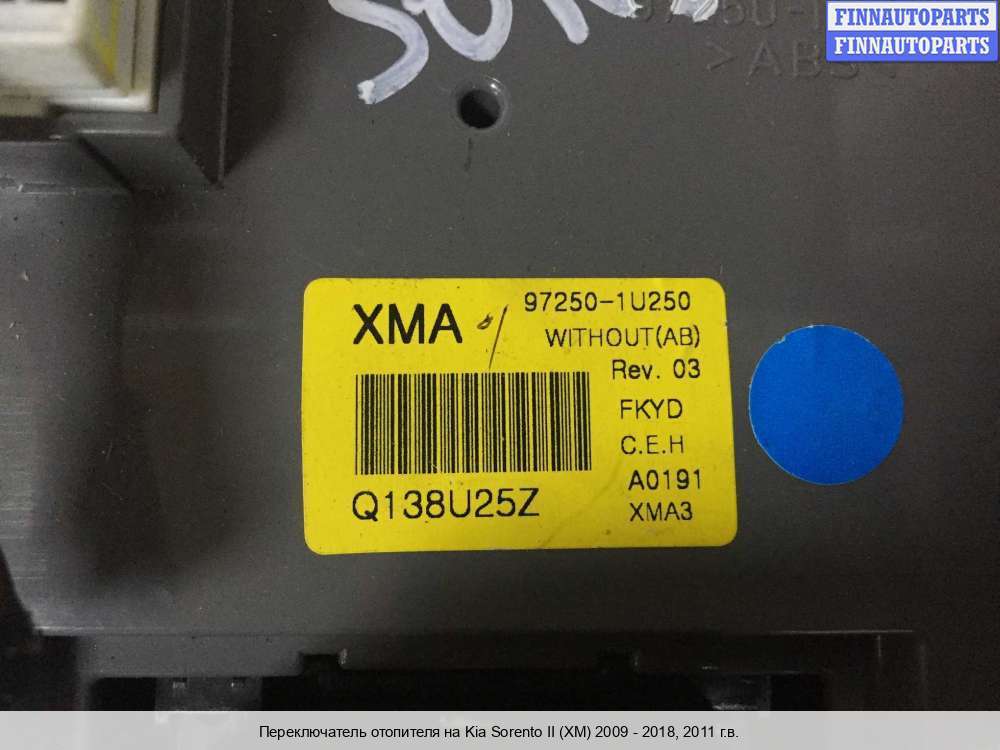 FINNAUTOPARTS
FINNAUTOPARTS
XMA
97250-1U250
WITHOUT(AB)
Rev. 03
FKYD
C.E.H
A0191
XMA3
Q138U25Z
Переключатель отопителя на Kia Sorento II (XM) 2009 - 2018, 2011 г.в.